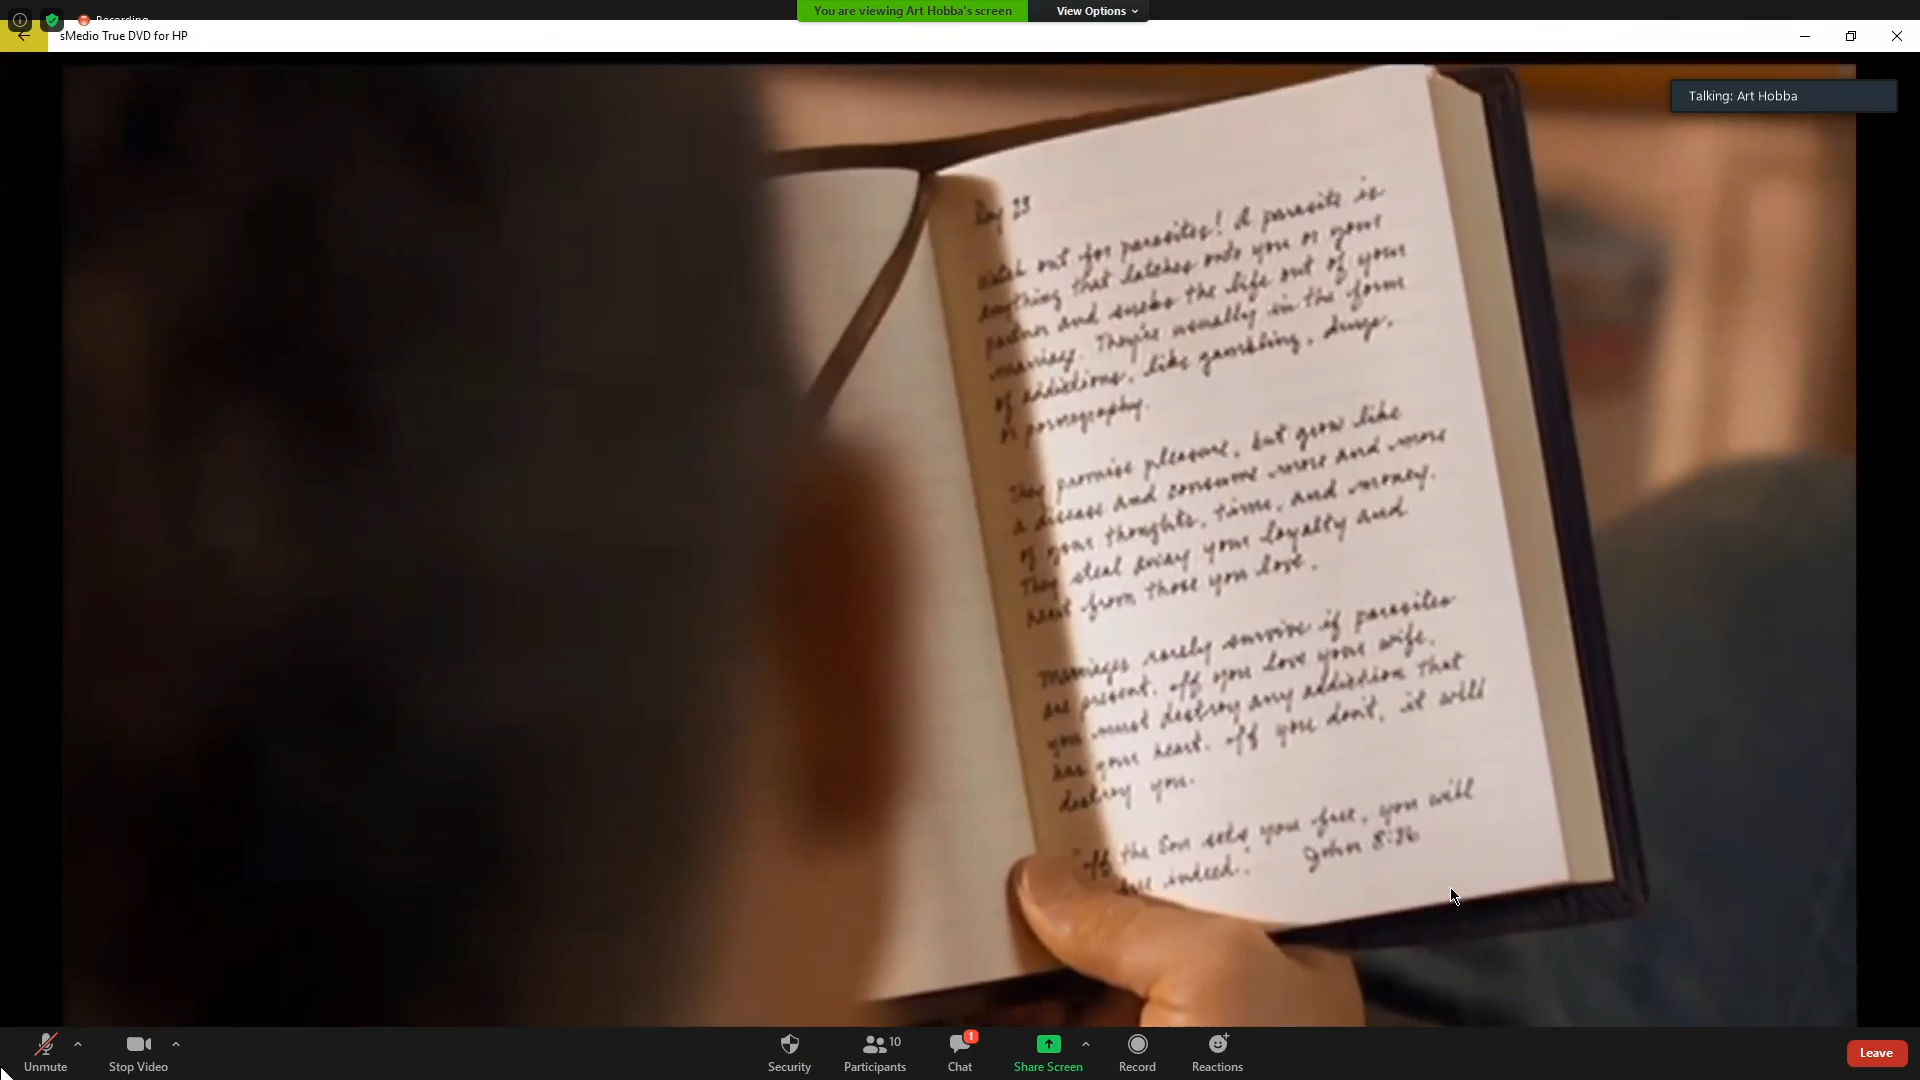 Recording
You are viewing Art Hobba's screen
View Options
sMedio True DVD for HP
Talking: Art Hobba
Day 23
Watch out for parasites! A parasite is
anything that latches onto you or your
partner and sucks the life out of your
marriage. They're usually in the form
of addictions, like gambling, drugs,
or pornography.
They promise pleasure, but grow like
a disease and consume more and more
of your thoughts, time, and money.
They steal away your loyalty and
heart from those you love.
Marriages rarely survive if parasites
are present. If you love your wife,
you must destroy any addiction that
has your heart. If you don't, it will
destroy you.
"If the Son sets you free, you will
free indeed." John 8:36
Unmute
Stop Video
Security
Participants
10
Chat
1
Share Screen
Record
Reactions
Leave